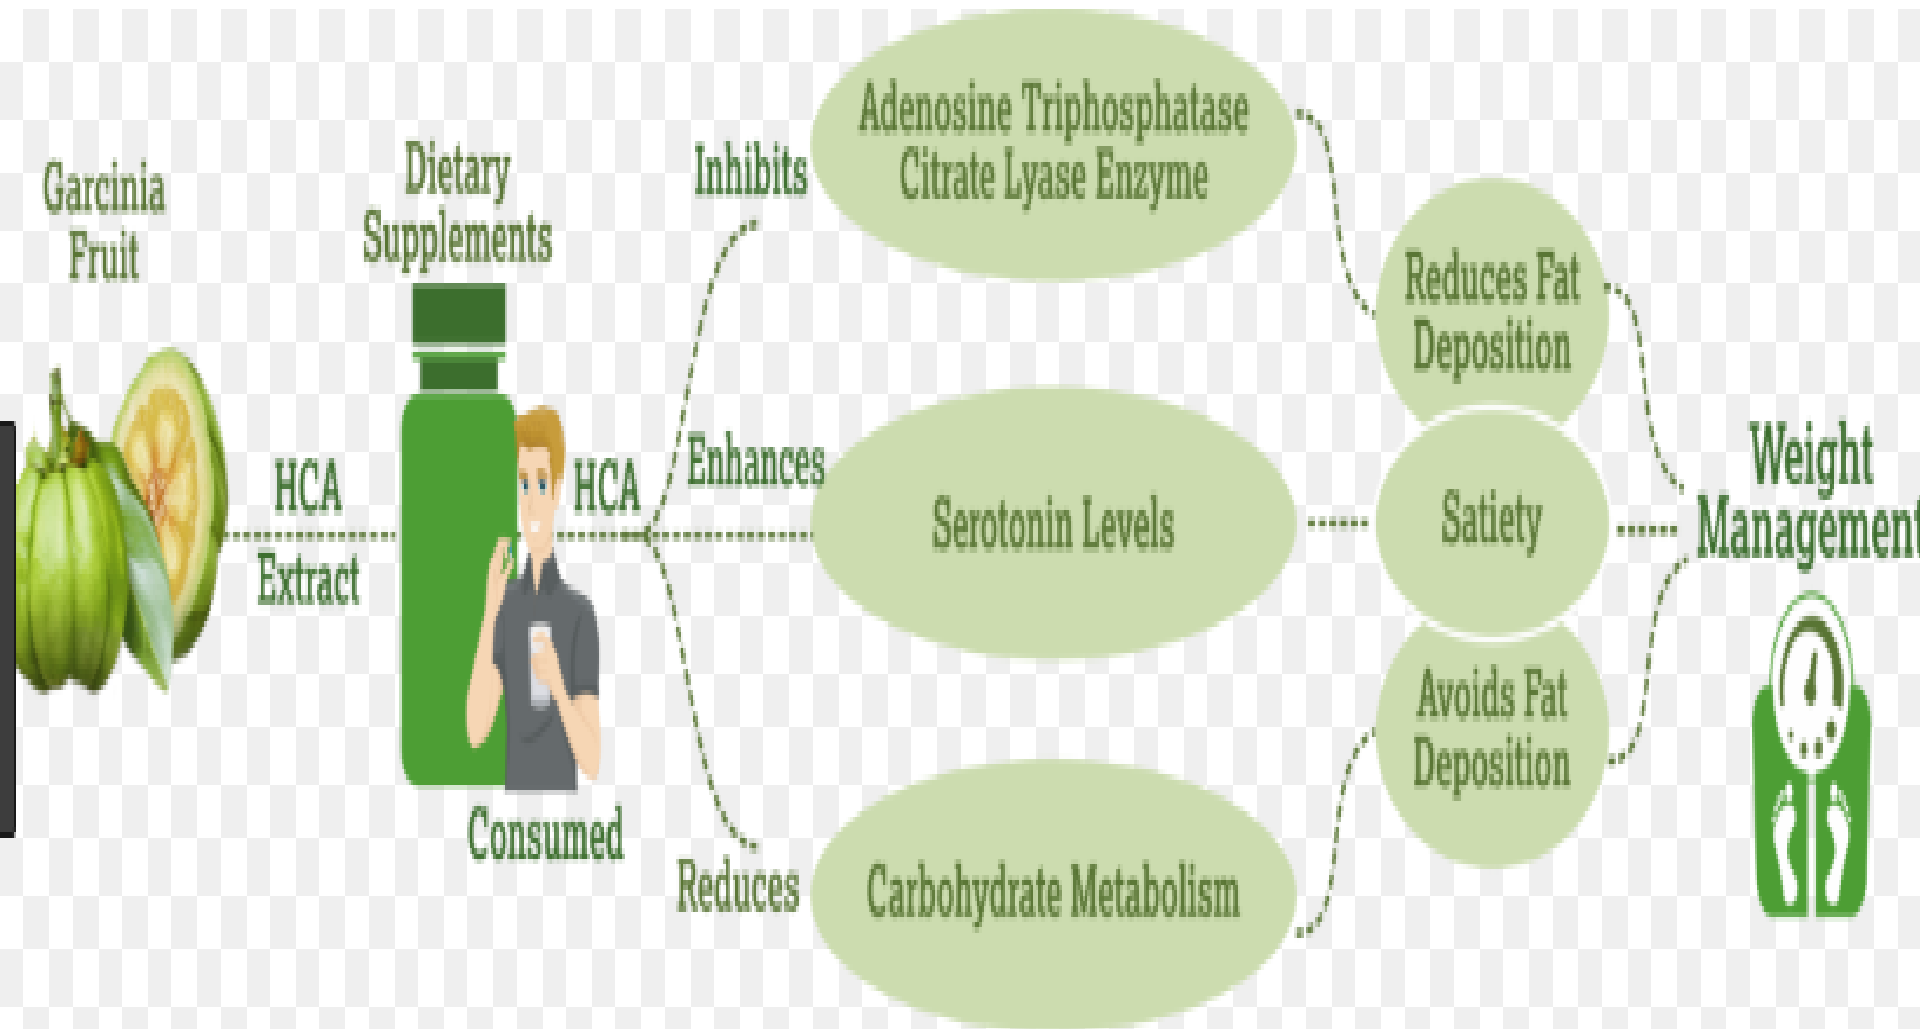 Garcinia
Fruit
HCA
Extract
Dietary
Supplements
Consumed
HCA
Inhibits
Adenosine Triphosphatase
Citrate Lyase Enzyme
Enhances
Serotonin Levels
Reduces
Carbohydrate Metabolism
Reduces Fat
Deposition
Satiety
Avoids Fat
Deposition
Weight
Management